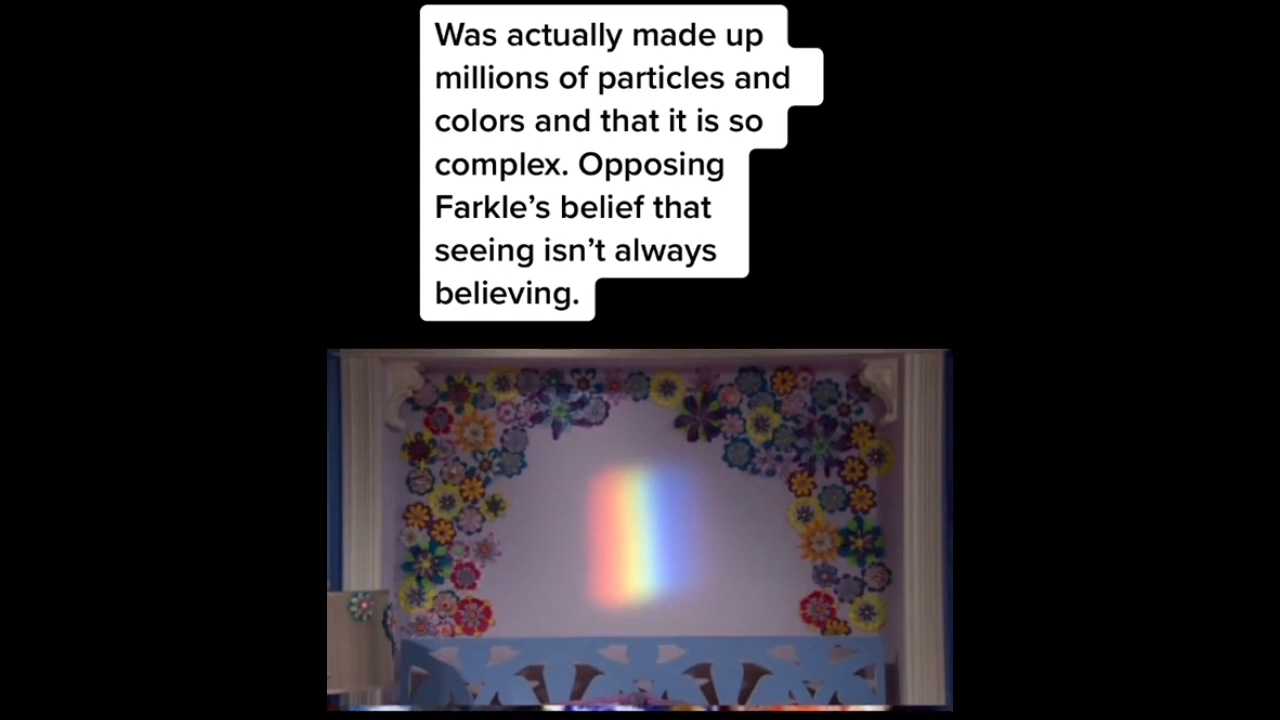 Was actually made up
millions of particles and
colors and that it is so
complex. Opposing
Farkle’s belief that
seeing isn’t always
believing.